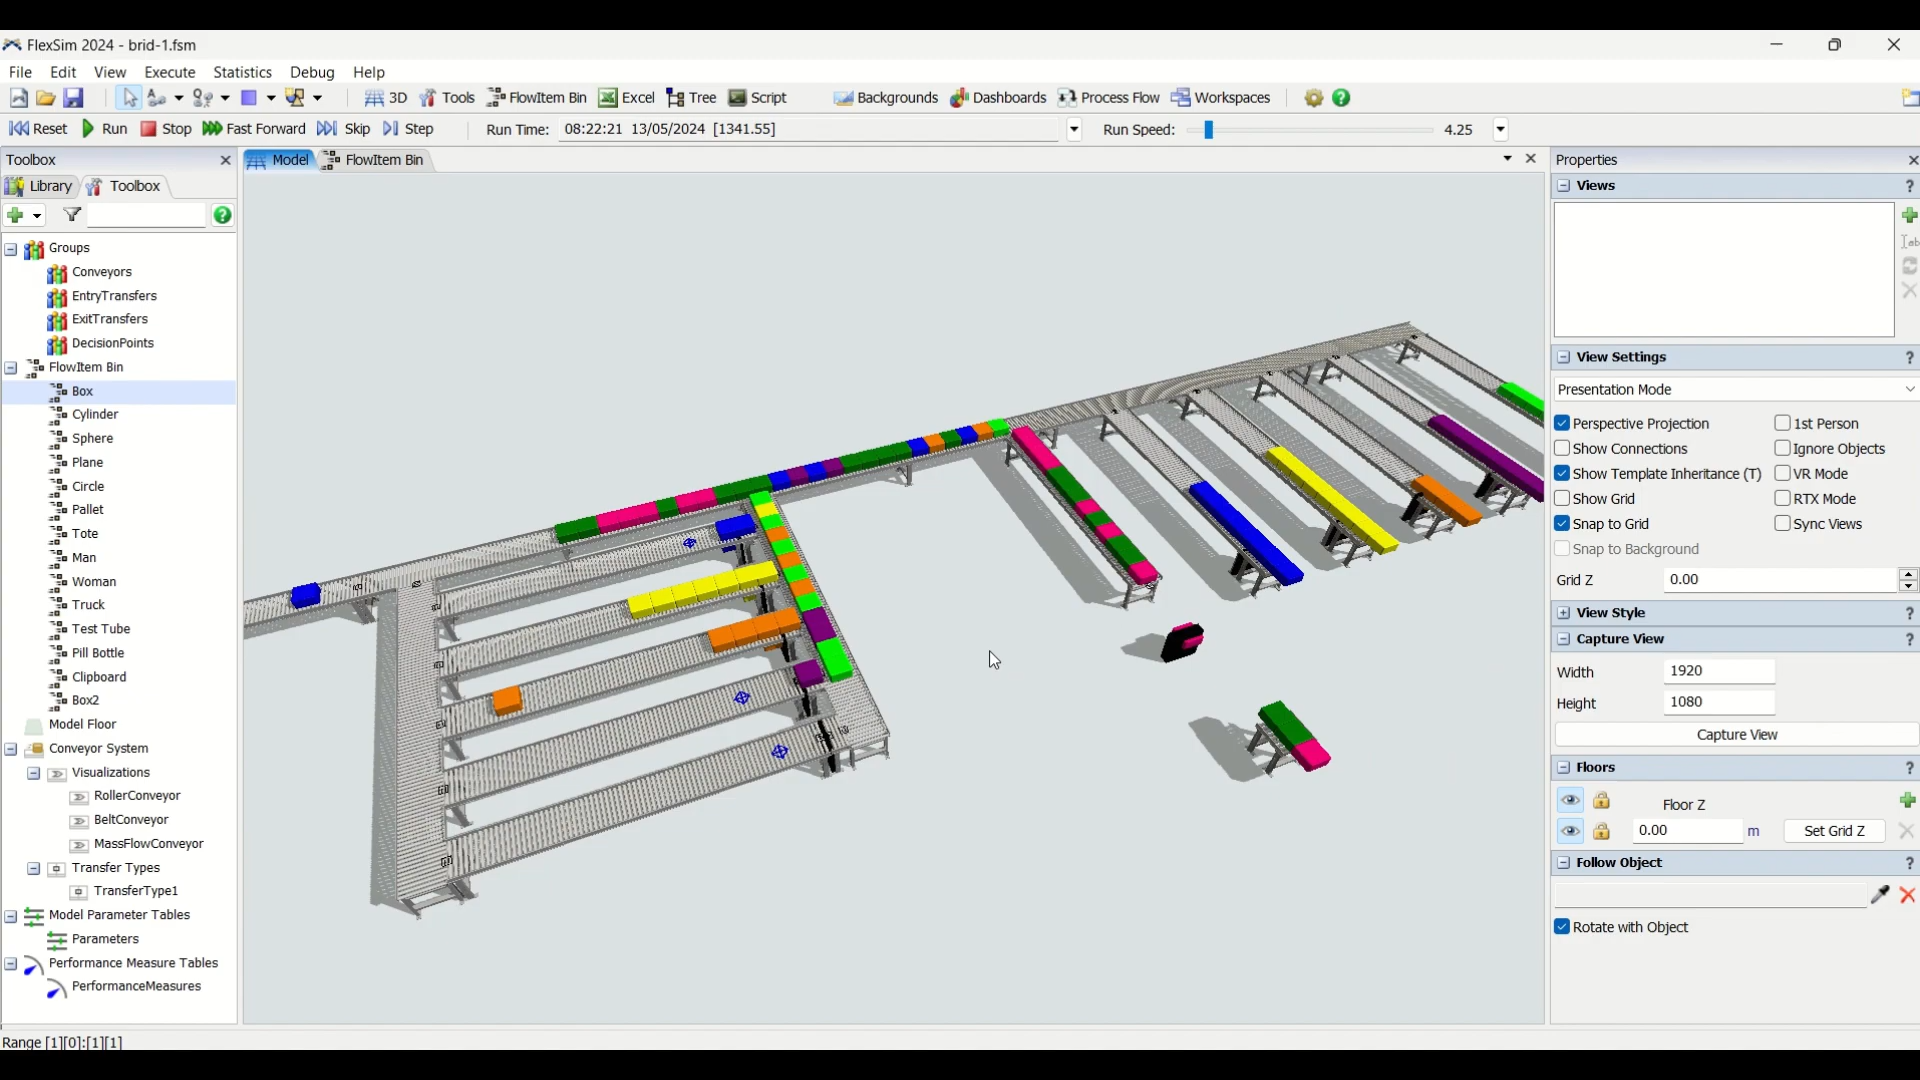 FlexSim 2024 - brid-1.fsm
File Edit View Execute Statistics Debug Help
3D Tools FlowItem Bin Excel Tree Script Backgrounds Dashboards Process Flow Workspaces
Reset Run Stop Fast Forward Skip Step Run Time: 08:22:21 13/05/2024 [1341.55] Run Speed: 4.25
Toolbox
Library Toolbox
Groups
Conveyors
EntryTransfers
ExitTransfers
DecisionPoints
FlowItem Bin
Box
Cylinder
Sphere
Plane
Circle
Pallet
Tote
Man
Woman
Truck
Test Tube
Pill Bottle
Clipboard
Box2
Model Floor
Conveyor System
Visualizations
RollerConveyor
BeltConveyor
MassFlowConveyor
Transfer Types
TransferType1
Model Parameter Tables
Parameters
Performance Measure Tables
PerformanceMeasures
Model FlowItem Bin
Properties
Views
View Settings
Presentation Mode
Perspective Projection 1st Person
Show Connections Ignore Objects
Show Template Inheritance (T) VR Mode
Show Grid RTX Mode
Snap to Grid Sync Views
Snap to Background
Grid Z 0.00
View Style
Capture View
Width 1920
Height 1080
Capture View
Floors
Floor Z
0.00 m Set Grid Z
Follow Object
Rotate with Object
Range [1][0]:[1][1]